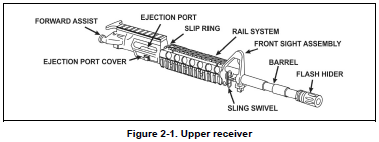 EJECTION PORT
FORWARD ASSIST
SLIP RING
RAIL SYSTEM
FRONT SIGHT ASSEMBLY
EJECTION PORT COVER
BARREL
FLASH HIDER
SLING SWIVEL
Figure 2-1. Upper receiver